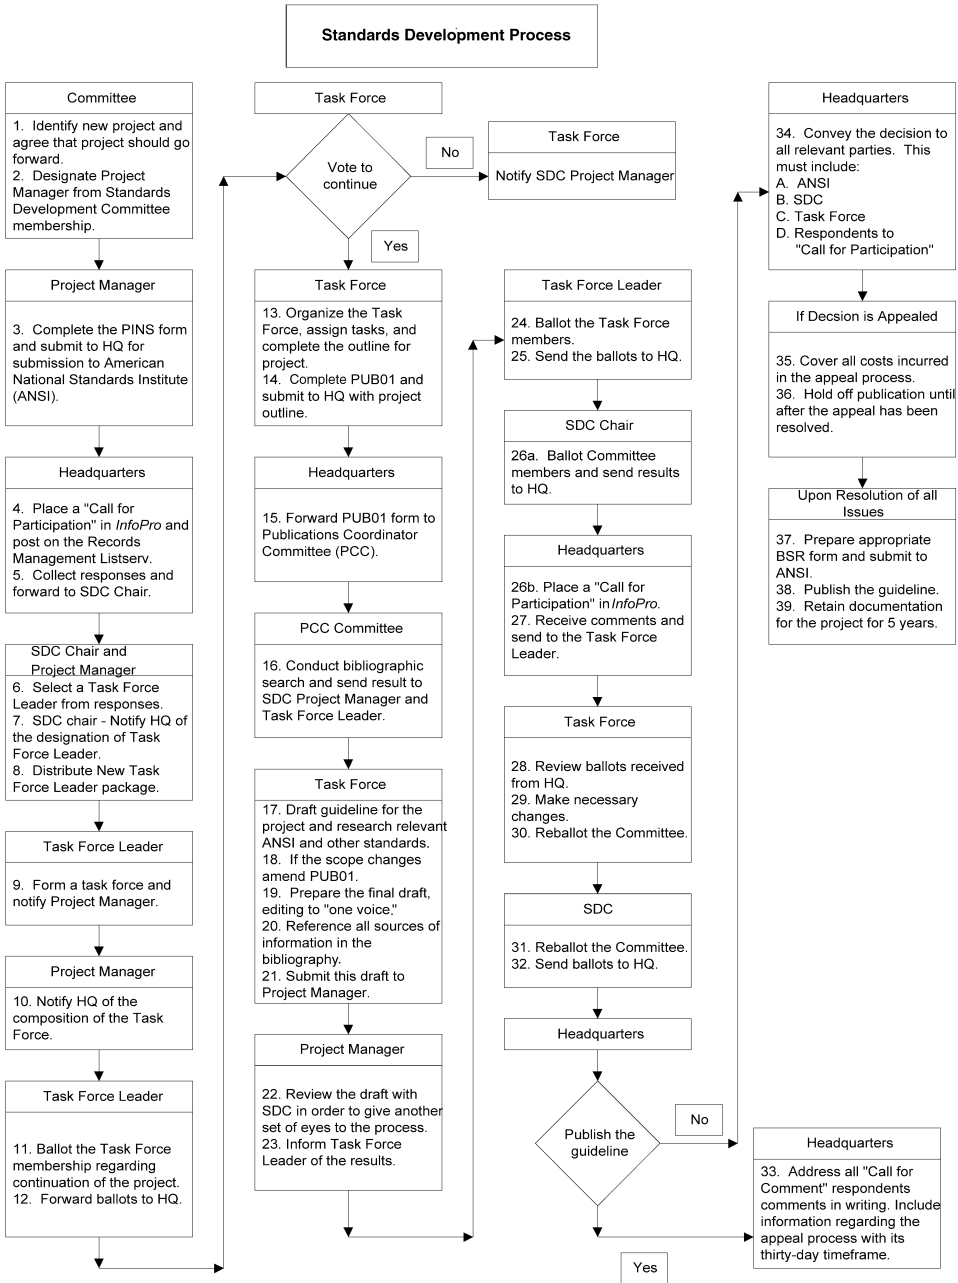 Standards Development Process
Committee
1.  Identify new project and
agree that project should go
forward.
2.  Designate Project
Manager from Standards
Development Committee
membership.
Project Manager
3.  Complete the PINS form
and submit to HQ for
submission to American
National Standards Institute
(ANSI).
Headquarters
4.  Place a "Call for
Participation" in InfoPro and
post on the Records
Management Listserv.
5.  Collect responses and
forward to SDC Chair.
SDC Chair and
Project Manager
6.  Select a Task Force
Leader from responses.
7.  SDC chair - Notify HQ of
the designation of Task
Force Leader.
8.  Distribute New Task
Force Leader package.
Task Force Leader
9.  Form a task force and
notify Project Manager.
Project Manager
10. Notify HQ of the
composition of the Task
Force.
Task Force Leader
11. Ballot the Task Force
membership regarding
continuation of the project.
12.  Forward ballots to HQ.
Task Force
Vote to
continue
No
Task Force
Notify SDC Project Manager
Yes
Task Force
13. Organize the Task
Force, assign tasks, and
complete the outline for
project.
14.  Complete PUB01 and
submit to HQ with project
outline.
Headquarters
15. Forward PUB01 form to
Publications Coordinator
Committee (PCC).
PCC Committee
16. Conduct bibliographic
search and send result to
SDC Project Manager and
Task Force Leader.
Task Force
17. Draft guideline for the
project and research relevant
ANSI and other standards.
18.  If the scope changes
amend PUB01.
19.  Prepare the final draft,
editing to "one voice,"
20. Reference all sources of
information in the
bibliography.
21.  Submit this draft to
Project Manager.
Project Manager
22. Review the draft with
SDC in order to give another
set of eyes to the process.
23. Inform Task Force
Leader of the results.
Task Force Leader
24. Ballot the Task Force
members.
25. Send the ballots to HQ.
SDC Chair
26a.  Ballot Committee
members and send results
to HQ.
Headquarters
26b. Place a "Call for
Participation" in InfoPro.
27. Receive comments and
send to the Task Force
Leader.
Task Force
28. Review ballots received
from HQ.
29. Make necessary
changes.
30. Reballot the Committee.
SDC
31. Reballot the Committee.
32. Send ballots to HQ.
Headquarters
Publish the
guideline
No
Yes
Headquarters
33.  Address all "Call for
Comment" respondents
comments in writing. Include
information regarding the
appeal process with its
thirty-day timeframe.
Headquarters
34.  Convey the decision to
all relevant parties.  This
must include:
A.  ANSI
B. SDC
C. Task Force
D. Respondents to
"Call for Participation"
If Decsion is Appealed
35. Cover all costs incurred
in the appeal process.
36.  Hold off publication until
after the appeal has been
resolved.
Upon Resolution of all
Issues
37.  Prepare appropriate
BSR form and submit to
ANSI.
38.  Publish the guideline.
39.  Retain documentation
for the project for 5 years.